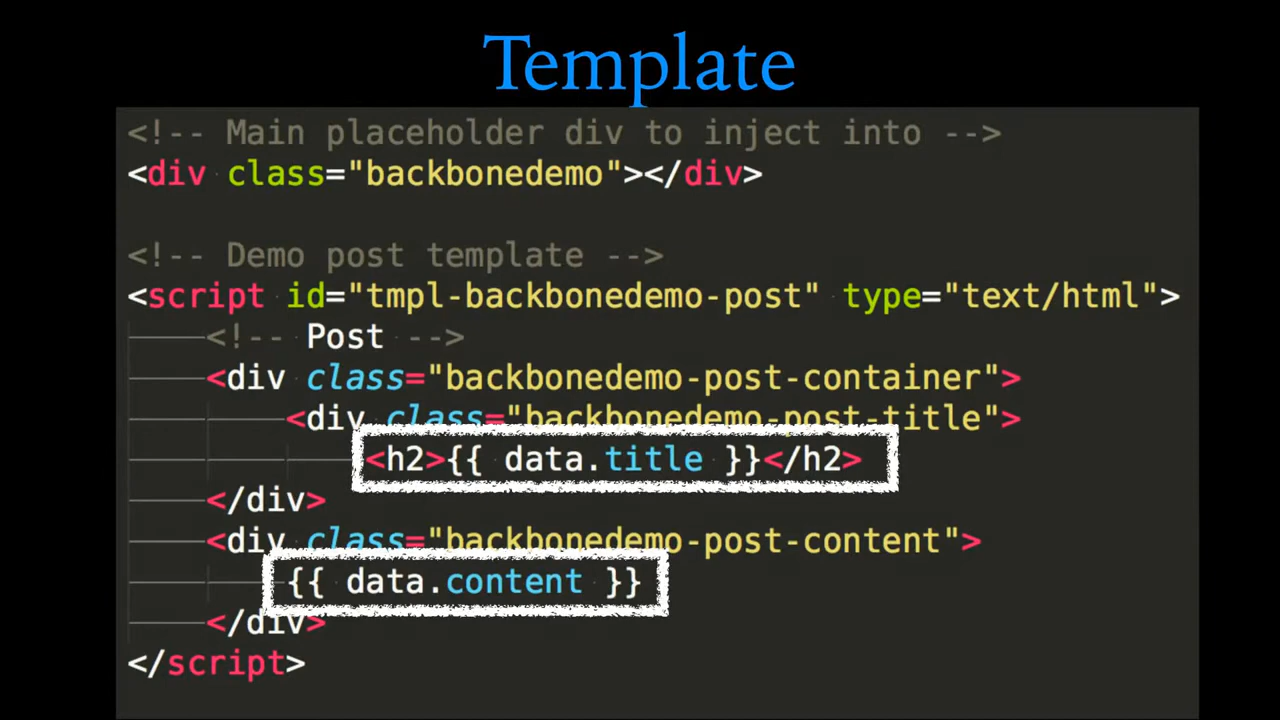 Template
<!-- Main placeholder div to inject into -->
<div class="backbonedemo"></div>
<!-- Demo post template -->
<script id="tmpl-backbonedemo-post" type="text/html">
<!-- Post -->
<div class="backbonedemo-post-container">
<div class="backbonedemo-post-title">
<h2>{{ data.title }}</h2>
</div>
<div class="backbonedemo-post-content">
{{ data.content }}
</div>
</script>